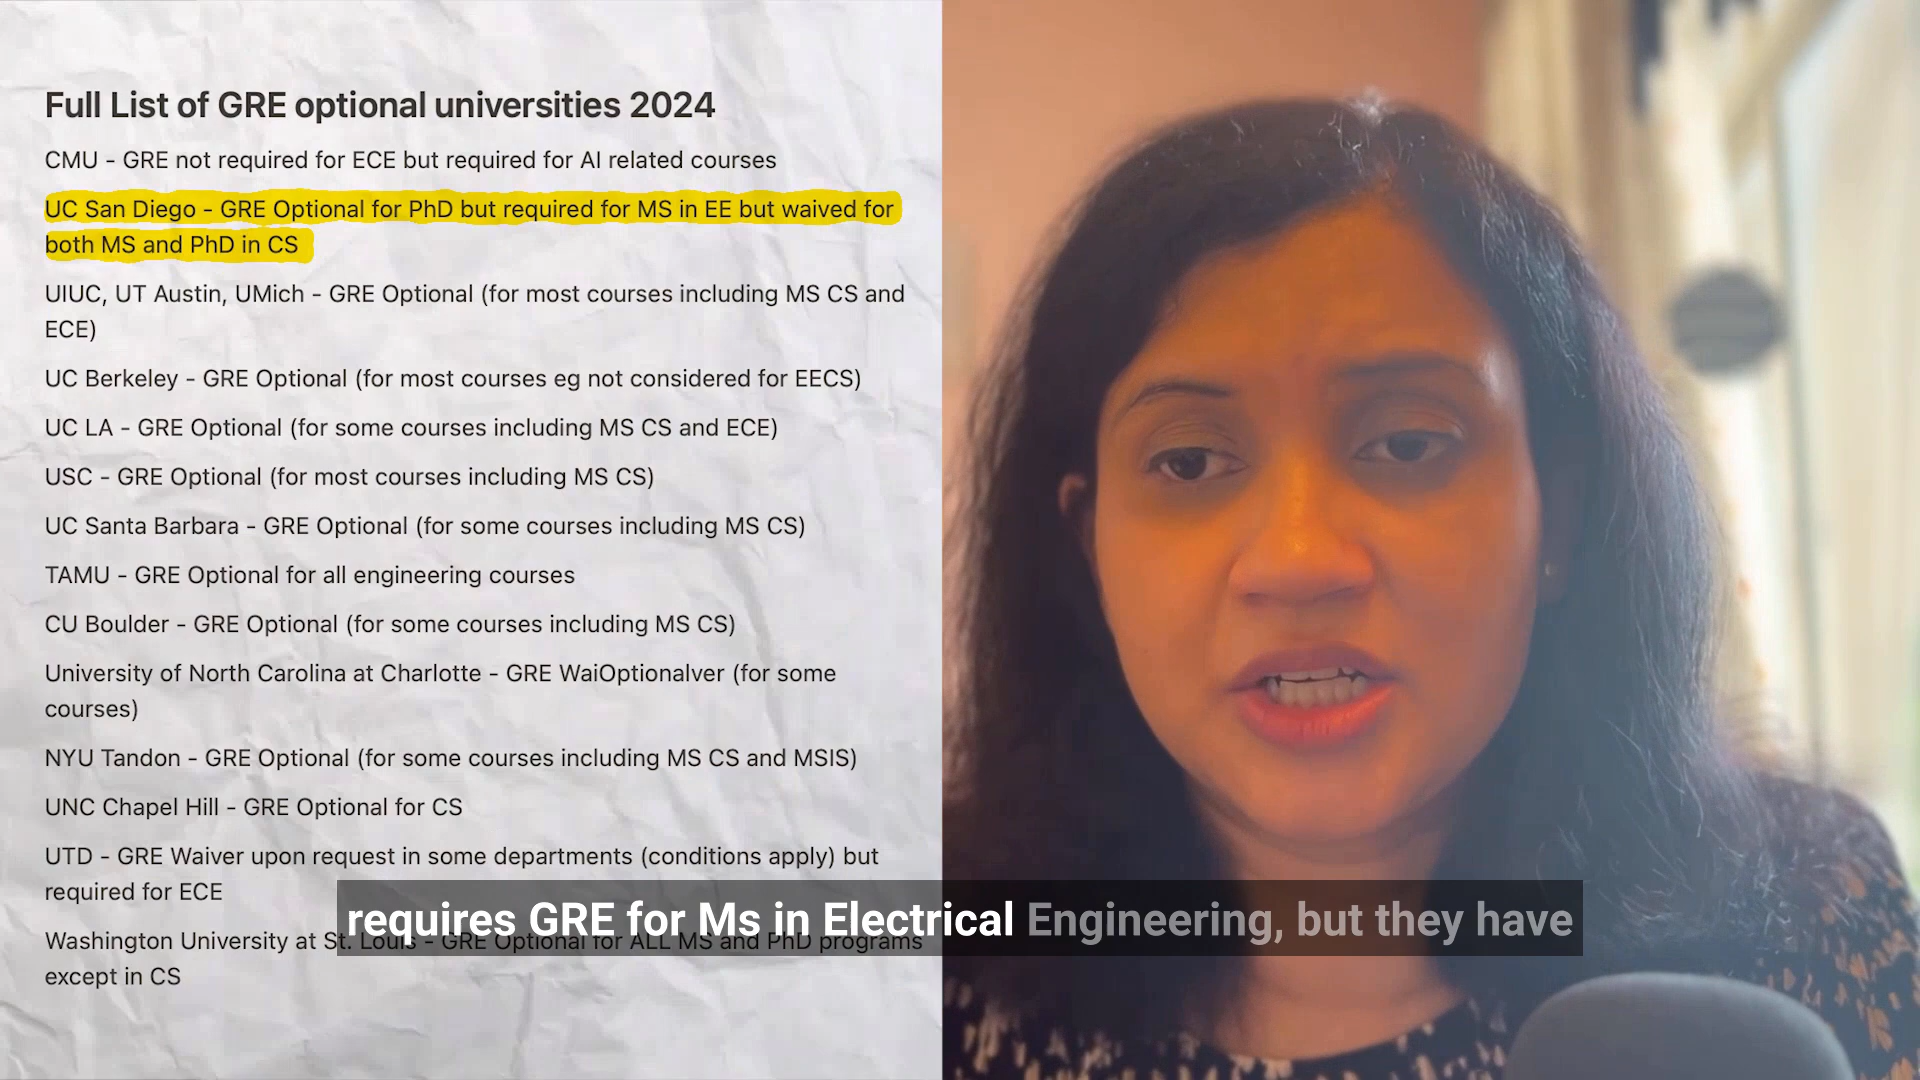 Full List of GRE optional universities 2024
CMU - GRE not required for ECE but required for AI related courses
UC San Diego - GRE Optional for PhD but required for MS in EE but waived for
both MS and PhD in CS
UIUC, UT Austin, UMich - GRE Optional (for most courses including MS CS and
ECE)
UC Berkeley - GRE Optional (for most courses eg not considered for EECS)
UC LA - GRE Optional (for some courses including MS CS and ECE)
USC - GRE Optional (for most courses including MS CS)
UC Santa Barbara - GRE Optional (for some courses including MS CS)
TAMU - GRE Optional for all engineering courses
CU Boulder - GRE Optional (for some courses including MS CS)
University of North Carolina at Charlotte - GRE WaiOptionalver (for some
courses)
NYU Tandon - GRE Optional (for some courses including MS CS and MSIS)
UNC Chapel Hill - GRE Optional for CS
UTD - GRE Waiver upon request in some departments (conditions apply) but
required for ECE
Washington University at St. Louis - GRE Optional for ALL MS and PhD programs
except in CS
requires GRE for Ms in Electrical Engineering, but they have